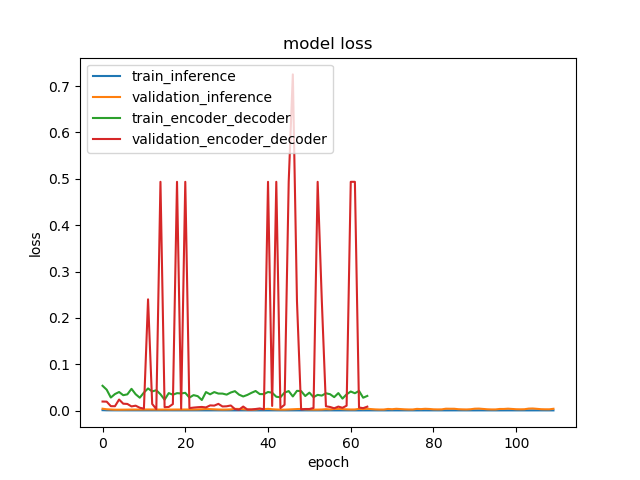 model loss
train_inference
validation_inference
train_encoder_decoder
validation_encoder_decoder
0.7
0.6
0.5
0.4
0.3
0.2
0.1
0.0
loss
0 20 40 60 80 100
epoch